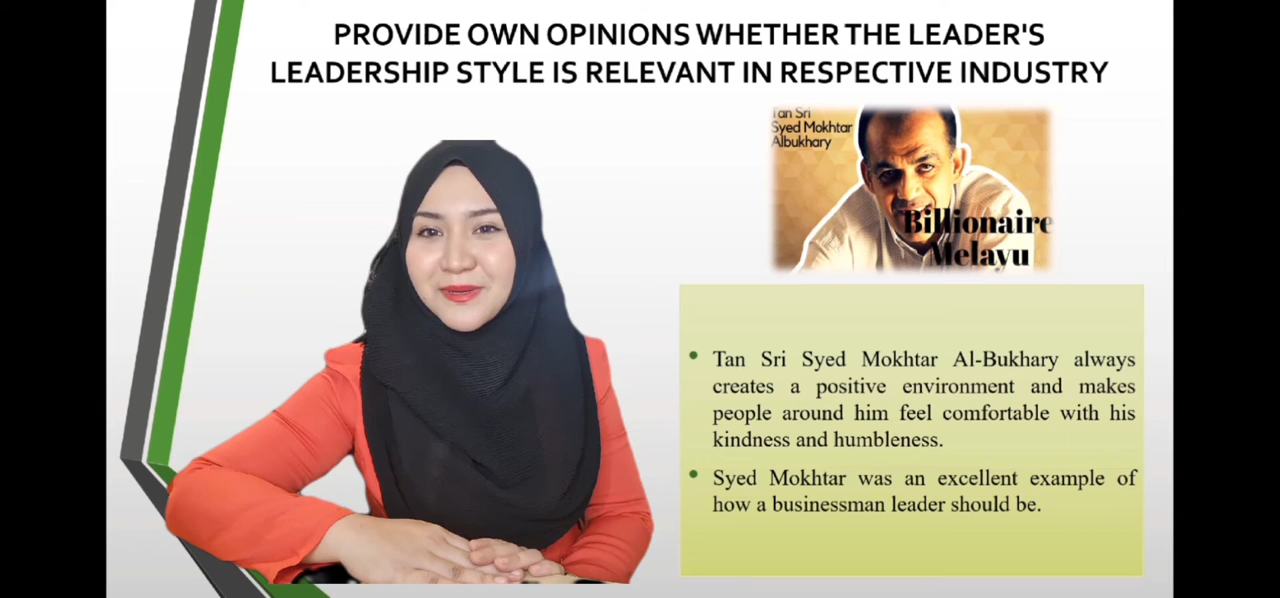 PROVIDE OWN OPINIONS WHETHER THE LEADER'S
LEADERSHIP STYLE IS RELEVANT IN RESPECTIVE INDUSTRY
Tan Sri
Syed Mokhtar
Albukhary
Billionaire
Melayu
• Tan Sri Syed Mokhtar Al-Bukhary always
creates a positive environment and makes
people around him feel comfortable with his
kindness and humbleness.
• Syed Mokhtar was an excellent example of
how a businessman leader should be.